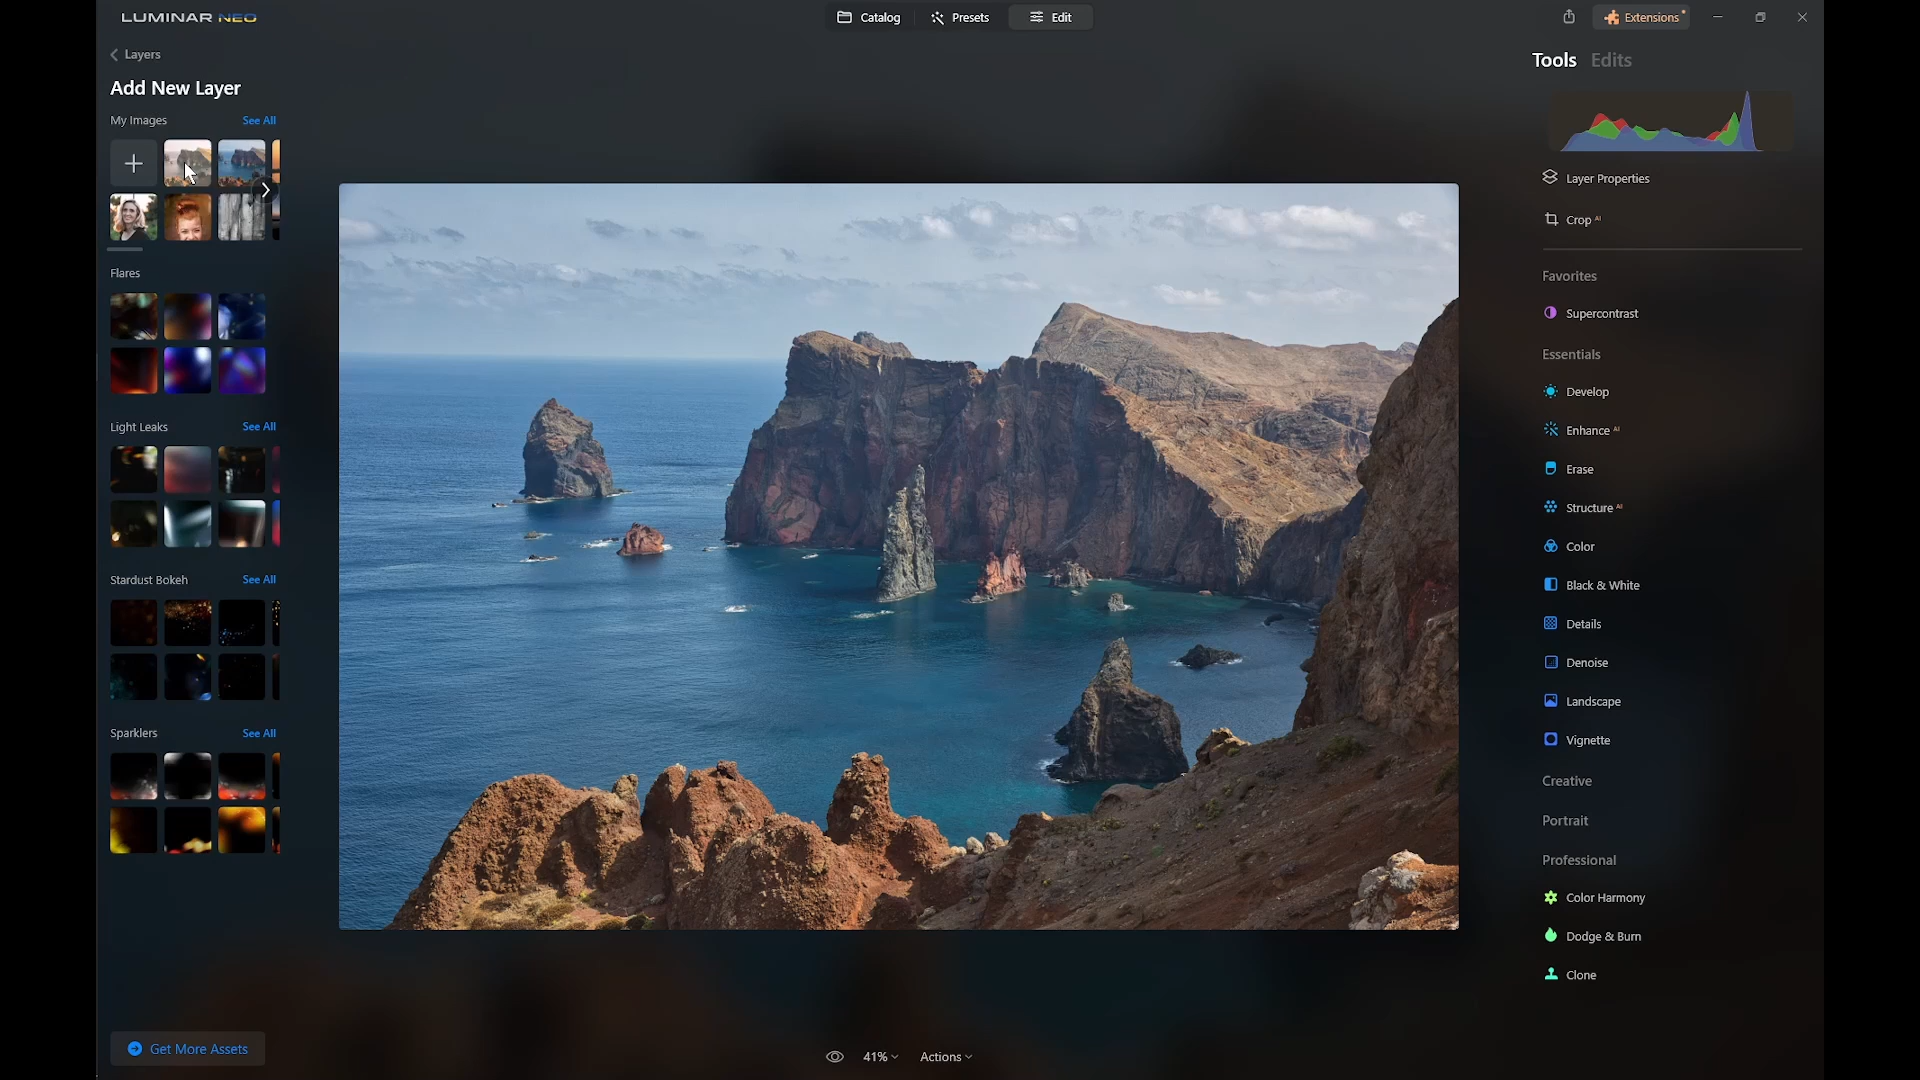 LUMINAR NEO
Catalog
Presets
Edit
Extensions
Layers
Add New Layer
My Images
See All
Flares
Light Leaks
See All
Stardust Bokeh
See All
Sparklers
See All
Get More Assets
41%
Actions
Tools
Edits
Layer Properties
Crop AI
Favorites
Supercontrast
Essentials
Develop
Enhance AI
Erase
Structure AI
Color
Black & White
Details
Denoise
Landscape
Vignette
Creative
Portrait
Professional
Color Harmony
Dodge & Burn
Clone